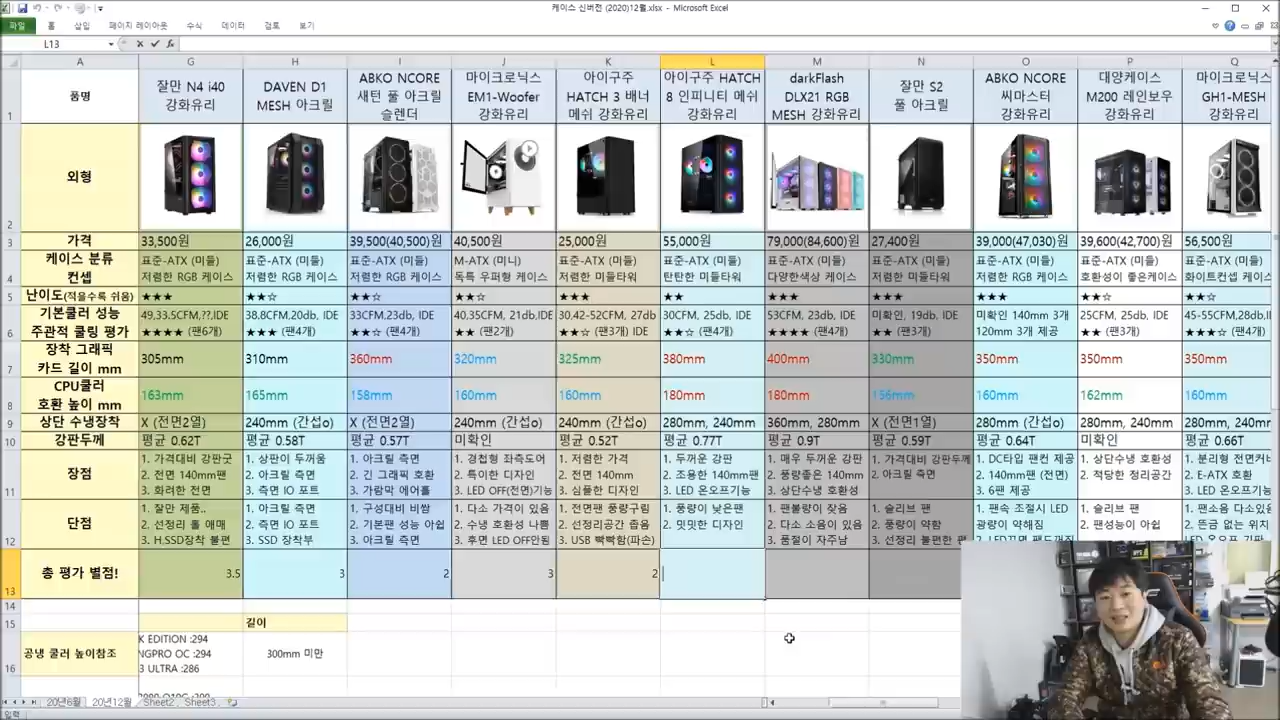 케이스 신버전 (2020)12월.xlsx - Microsoft Excel
파일 홈 삽입 페이지 레이아웃 수식 데이터 검토 보기
L13 fx
A G H I J K L M N O P Q
1 품명 잘만 N4 i40 강화유리 DAVEN D1 MESH 아크릴 ABKO NCORE 새턴 풀 아크릴 슬렌더 마이크로닉스 EM1-Woofer 강화유리 아이구주 HATCH 3 배너 메쉬 강화유리 아이구주 HATCH 8 인피니티 메쉬 강화유리 darkFlash DLX21 RGB MESH 강화유리 잘만 S2 풀 아크릴 ABKO NCORE 씨마스터 강화유리 대양케이스 M200 레인보우 강화유리 마이크로닉스 GH1-MESH 강화유리
2 외형
3 가격 33,500원 26,000원 39,500(40,500)원 40,500원 25,000원 55,000원 79,000(84,600)원 27,400원 39,000(47,030)원 39,600(42,700)원 56,500원
4 케이스 분류 컨셉 표준-ATX (미들) 저렴한 RGB 케이스 표준-ATX (미들) 저렴한 RGB 케이스 표준-ATX (미들) 저렴한 RGB 케이스 M-ATX (미니) 독특 우퍼형 케이스 표준-ATX (미들) 저렴한 미들타워 표준-ATX (미들) 탄탄한 미들타워 표준-ATX (미들) 다양한색상 케이스 표준-ATX (미들) 저렴한 미들타워 표준-ATX (미들) 저렴한 RGB 케이스 표준-ATX (미들) 호환성이 좋은케이스 표준-ATX (미들) 화이트컨셉 케이스
5 난이도(적을수록 쉬움) ★★★ ★★☆ ★★☆ ★★☆ ★★★ ★★ ★★★ ★★★ ★★★ ★★☆ ★★☆
6 기본쿨러 성능 주관적 쿨링 평가 49,33.5CFM,??,IDE ★★★★ (팬6개) 38.8CFM,20db, IDE ★★★ (팬4개) 33CFM,23db, IDE ★★☆ (팬4개) 40,35CFM, 21db,IDE ★★ (팬2개) 30,42-52CFM, 27db ★★☆ (팬3개) IDE 30CFM, 25db, IDE ★★☆ (팬4개) 53CFM, 23db, IDE ★★★★ (팬4개) 미확인, 19db, IDE ★★ (팬3개) 미확인 140mm 3개 120mm 3개 제공 25CFM, 25db, IDE ★★ (팬4개) 45-55CFM,28db,I ★★★☆ (팬4개)
7 장착 그래픽 카드 길이 mm 305mm 310mm 360mm 320mm 325mm 380mm 400mm 330mm 350mm 350mm 350mm
8 CPU쿨러 호환 높이 mm 163mm 165mm 158mm 160mm 160mm 180mm 180mm 156mm 160mm 162mm 160mm
9 상단 수냉장착 X (전면2열) 240mm (간섭o) X (전면2열) 240mm (간섭o) 240mm (간섭o) 280mm, 240mm 360mm, 280mm X (전면1열) 280mm (간섭o) 280mm, 240mm 280mm, 240mm
10 강판두께 평균 0.62T 평균 0.58T 평균 0.57T 미확인 평균 0.52T 평균 0.77T 평균 0.9T 평균 0.59T 평균 0.64T 미확인 평균 0.66T
11 장점 1. 가격대비 강판굿 2. 전면 140mm팬 3. 화려한 전면 1. 상판이 두꺼움 2. 아크릴 측면 3. 측면 IO 포트 1. 아크릴 측면 2. 긴 그래픽 호환 3. 가람막 에어홀 1. 경첩형 좌측도어 2. 특이한 디자인 3. LED OFF(전면)기능 1. 저렴한 가격 2. 전면 140mm 3. 심플한 디자인 1. 두꺼운 강판 2. 조용한 140mm팬 3. LED 온오프기능 1. 매우 두꺼운 강판 2. 풍량좋은 140mm 3. 상단수냉 호환성 1. 가격대비 강판두께 2. 아크릴 측면 1. DC타입 팬컨 제공 2. 140mm팬 (전면) 3. 6팬 제공 1. 상단수냉 호환성 2. 적당한 정리공간 1. 분리형 전면커버 2. E-ATX 호환 3. LED 온오프기능
12 단점 1. 잘만 제품.. 2. 선정리 홀 애매 3. H.SSD장착 불편 1. 아크릴 측면 2. 측면 IO 포트 3. SSD 장착부 1. 구성대비 비쌈 2. 기본팬 성능 아쉽 3. 아크릴 측면 1. 다소 가격이 있음 2. 수냉 호환성 나쁨 3. 후면 LED OFF안됨 1. 전면팬 풍량구림 2. 선정리공간 좁음 3. USB 빡빡함(파손) 1. 풍량이 낮은팬 2. 밋밋한 디자인 1. 팬불량이 잦음 2. 다소 소음이 있음 3. 품절이 자주남 1. 슬리브 팬 2. 풍량이 약함 3. 선정리 불편한 편 1. 팬속 조절시 LED 광량이 약해짐 1. 슬리브 팬 2. 팬성능이 아쉽 1. 팬소음 다소있 2. 뜬금 없는 위치
13 총 평가 별점! 3.5 3 2 3 2
14
15 길이
16 공냉 쿨러 높이참조 K EDITION :294 NGPRO OC :294 3 ULTRA :286 300mm 미만
20년6월 20년12월 Sheet2 Sheet3
입력